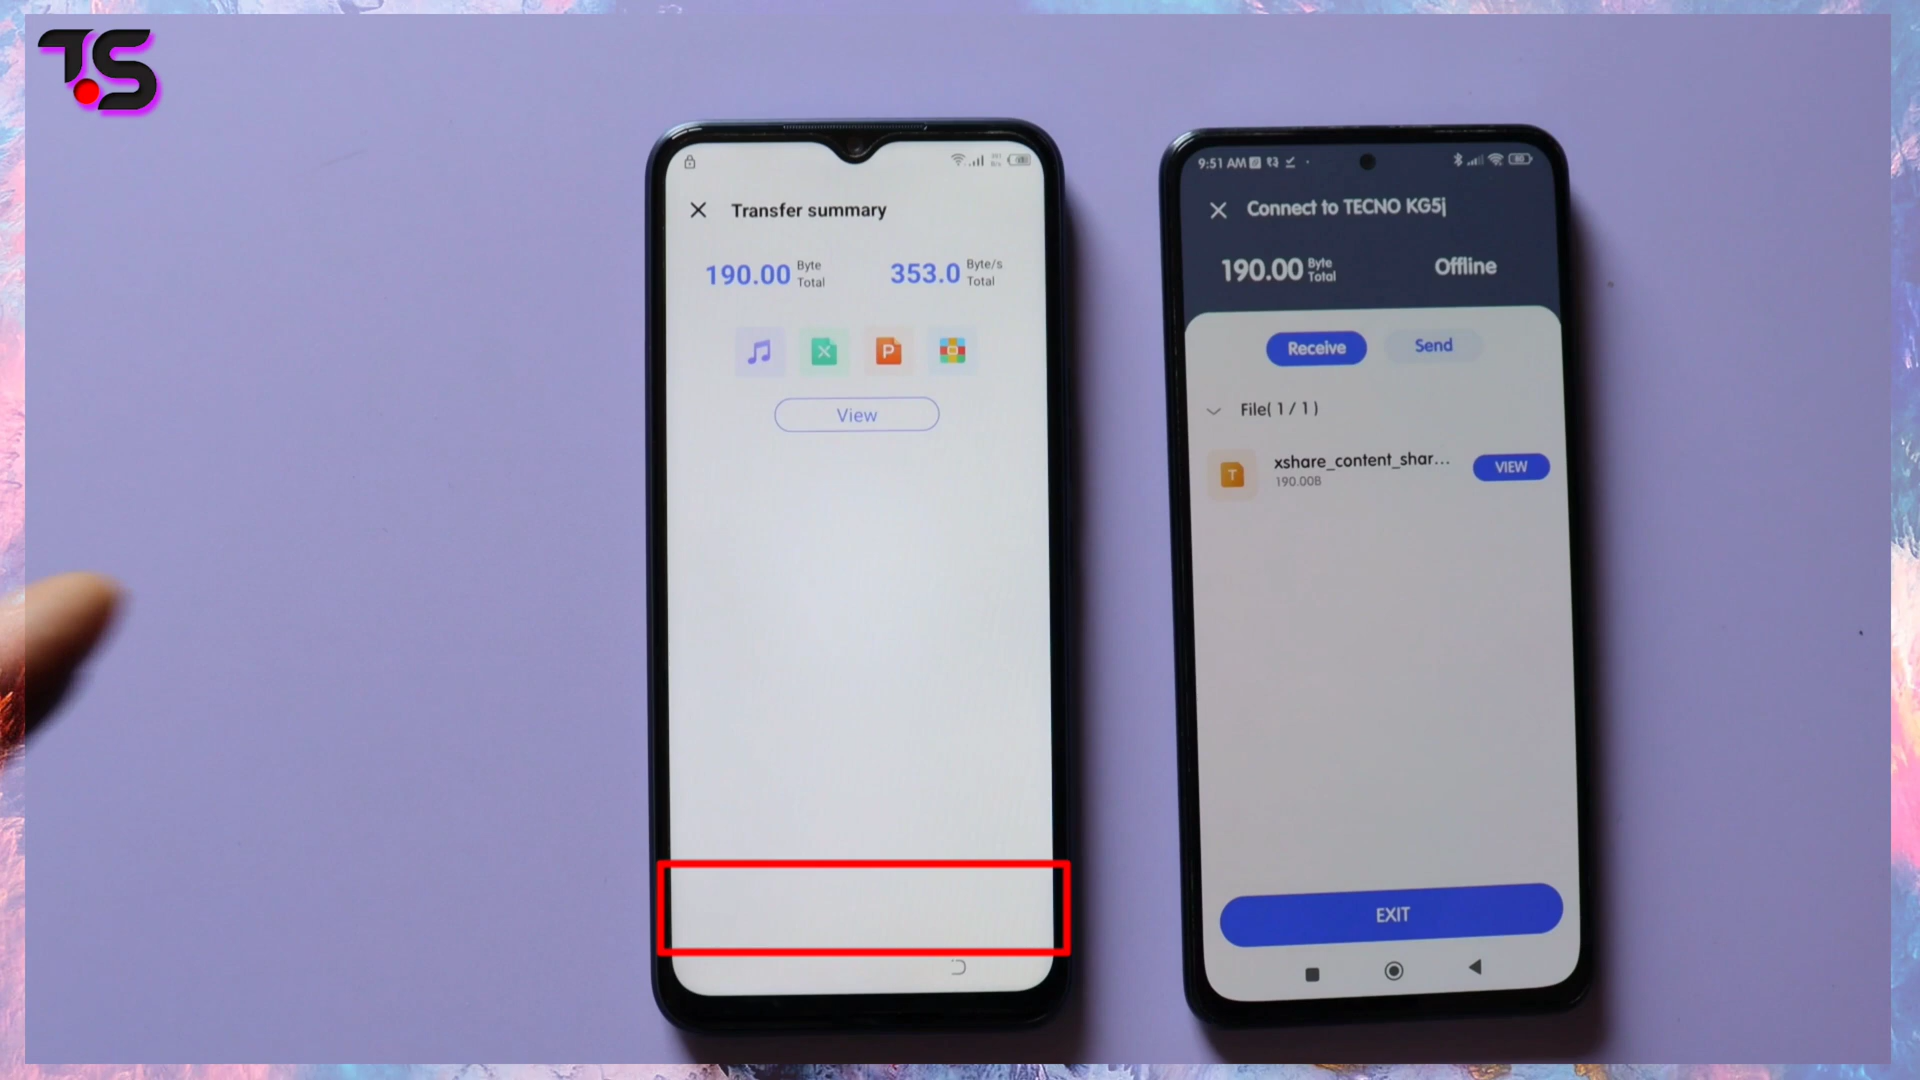 T.S
Transfer summary
190.00 Byte Total
353.0 Byte/s Total
X
P
View
9:51 AM
Connect to TECNO KG5j
190.00 Byte Total
Offline
Receive
Send
File( 1 / 1 )
T
xshare_content_shar...
190.00B
VIEW
EXIT